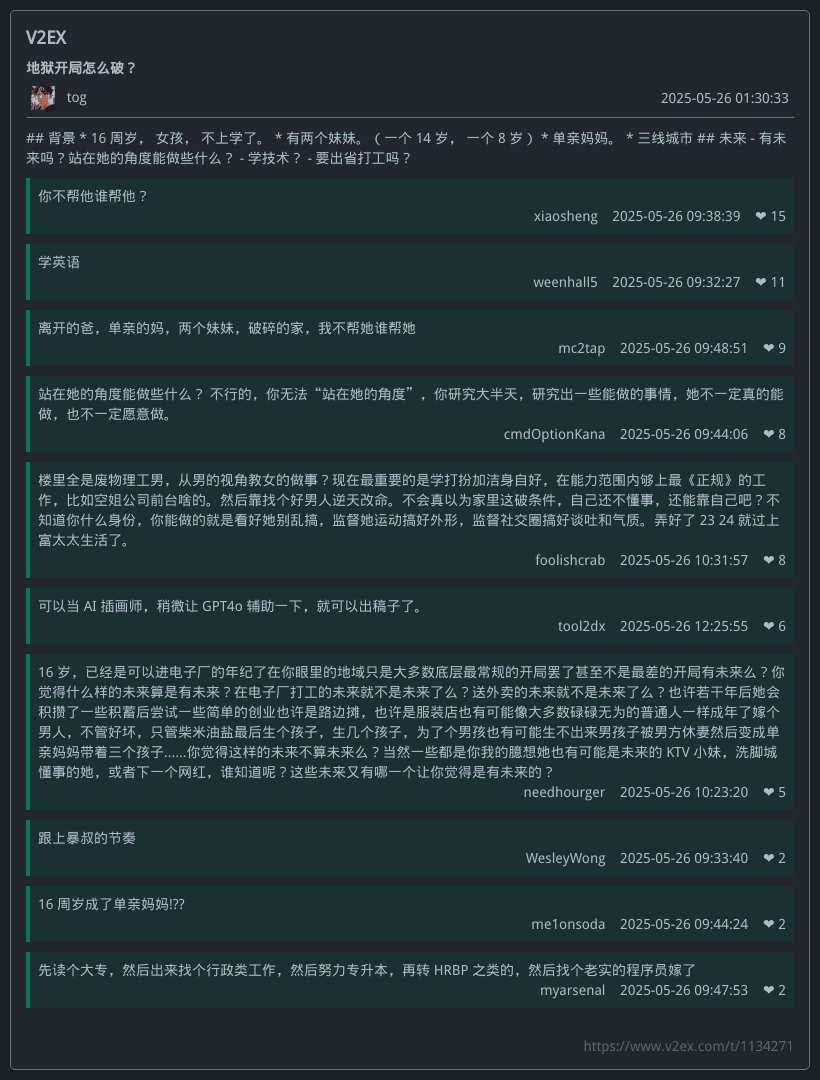 V2EX
地狱开局怎么破？
tog
2025-05-26 01:30:33
## 背景 * 16 周岁， 女孩， 不上学了。 * 有两个妹妹。（ 一个 14 岁， 一个 8 岁 ） * 单亲妈妈。 * 三线城市 ## 未来 - 有未
来吗？站在她的角度能做些什么？ - 学技术？ - 要出省打工吗？
你不帮他谁帮他？
xiaosheng 2025-05-26 09:38:39 ❤ 15
学英语
weenhall5 2025-05-26 09:32:27 ❤ 11
离开的爸，单亲的妈，两个妹妹，破碎的家，我不帮她谁帮她
mc2tap 2025-05-26 09:48:51 ❤ 9
站在她的角度能做些什么？ 不行的，你无法“站在她的角度”，你研究大半天，研究出一些能做的事情，她不一定真的能
做，也不一定愿意做。
cmdOptionKana 2025-05-26 09:44:06 ❤ 8
楼里全是废物理工男，从男的视角教女的做事？现在最重要的是学打扮加洁身自好，在能力范围内够上最《正规》的工
作，比如空姐公司前台啥的。然后靠找个好男人逆天改命。不会真以为家里这破条件，自己还不懂事，还能靠自己吧？不
知道你什么身份，你能做的就是看好她别乱搞，监督她运动搞好外形，监督社交圈搞好谈吐和气质。弄好了 23 24 就过上
富太太生活了。
foolishcrab 2025-05-26 10:31:57 ❤ 8
可以当 AI 插画师，稍微让 GPT4o 辅助一下，就可以出稿子了。
tool2dx 2025-05-26 12:25:55 ❤ 6
16 岁，已经是可以进电子厂的年纪了在你眼里的地域只是大多数底层最常规的开局罢了甚至不是最差的开局有未来么？你
觉得什么样的未来算是有未来？在电子厂打工的未来就不是未来了么？送外卖的未来就不是未来了么？也许若干年后她会
积攒了一些积蓄后尝试一些简单的创业也许是路边摊，也许是服装店也有可能像大多数碌碌无为的普通人一样成年了嫁个
男人，不管好坏，只管柴米油盐最后生个孩子，生几个孩子，为了个男孩也有可能生不出来男孩子被男方休妻然后变成单
亲妈妈带着三个孩子......你觉得这样的未来不算未来么？当然一些都是你我的臆想她也有可能是未来的 KTV 小妹，洗脚城
懂事的她，或者下一个网红，谁知道呢？这些未来又有哪一个让你觉得是有未来的？
needhourger 2025-05-26 10:23:20 ❤ 5
跟上暴叔的节奏
WesleyWong 2025-05-26 09:33:40 ❤ 2
16 周岁成了单亲妈妈!??
me1onsoda 2025-05-26 09:44:24 ❤ 2
先读个大专，然后出来找个行政类工作，然后努力专升本，再转 HRBP 之类的，然后找个老实的程序员嫁了
myarsenal 2025-05-26 09:47:53 ❤ 2
https://www.v2ex.com/t/1134271